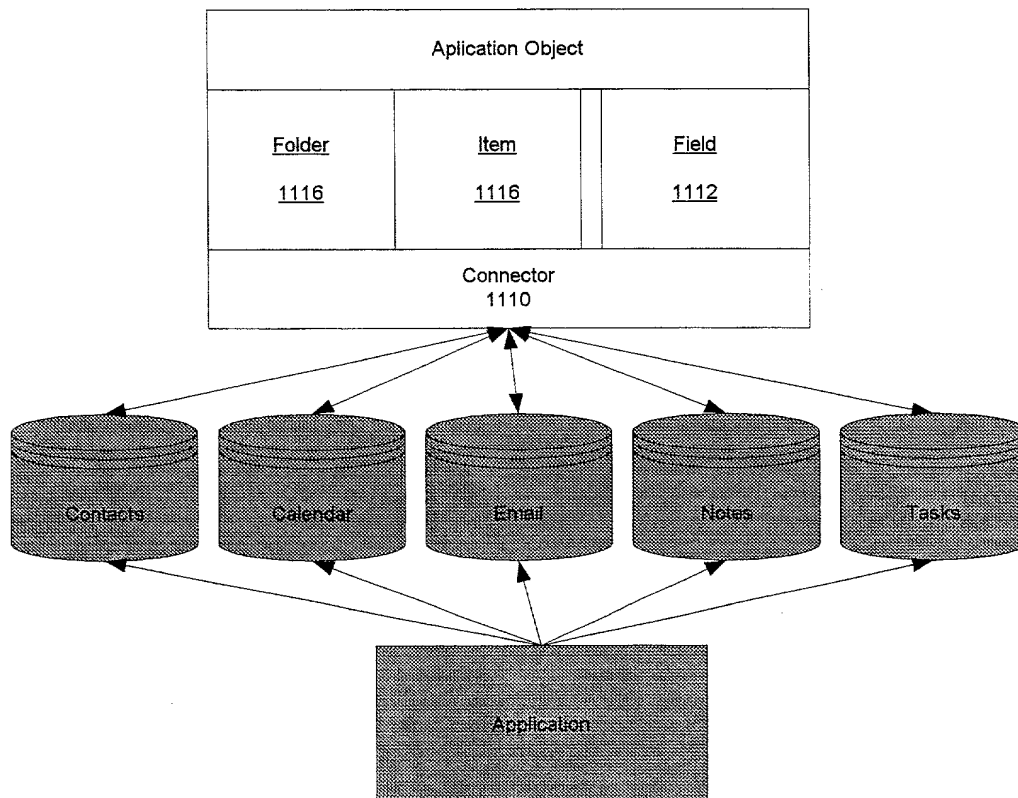 Aplication Object
Folder Item Field
1116 1116 1112
Connector
1110
Contacts Calendar Email Notes Tasks
Application